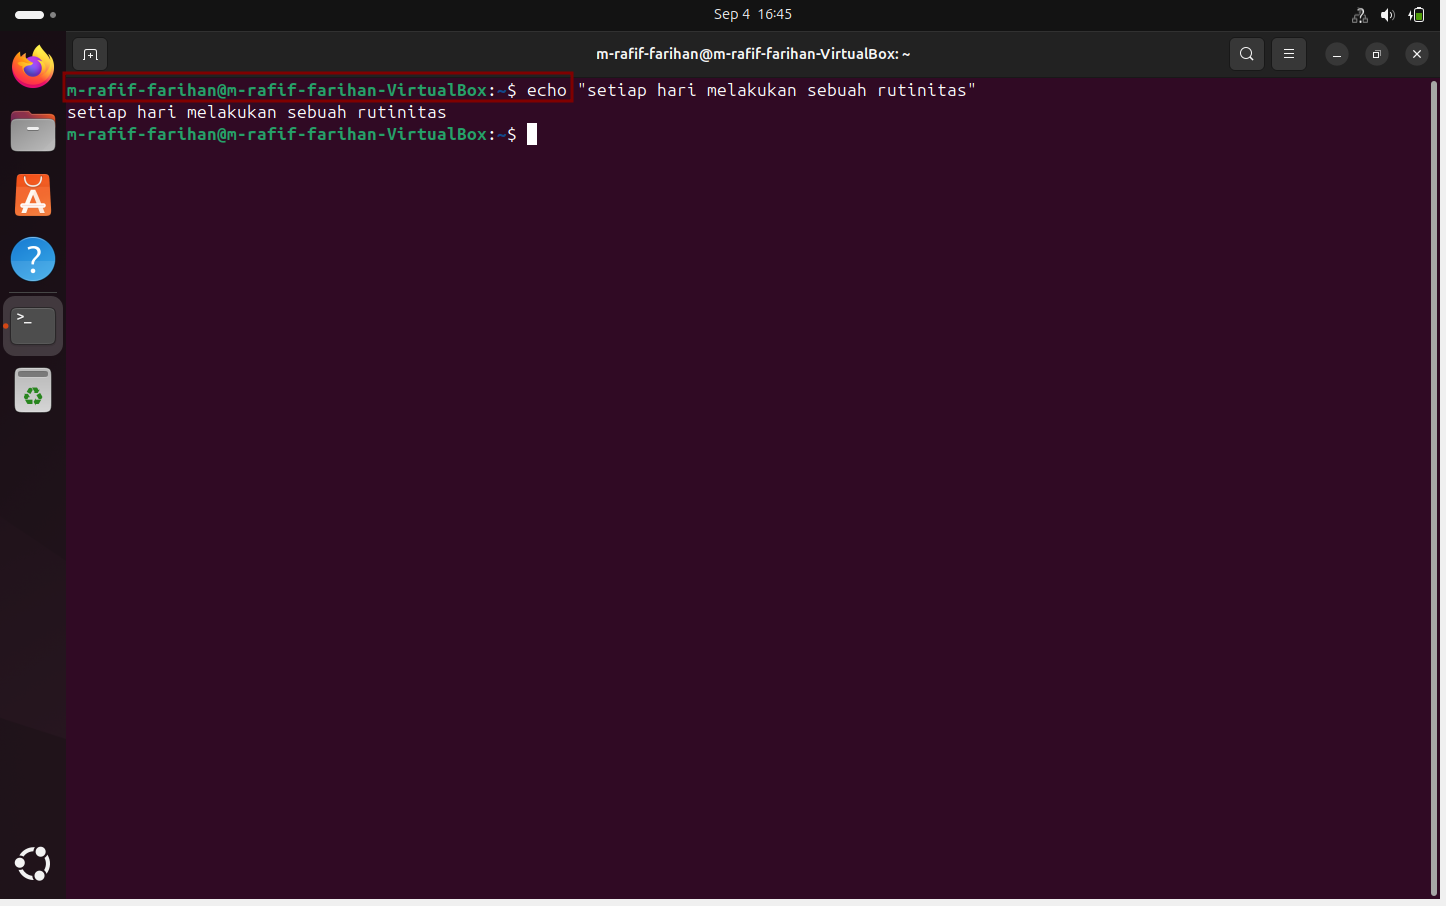 Sep 4 16:45
m-rafif-farihan@m-rafif-farihan-VirtualBox: ~
m-rafif-farihan@m-rafif-farihan-VirtualBox:~$ echo "setiap hari melakukan sebuah rutinitas"
setiap hari melakukan sebuah rutinitas
m-rafif-farihan@m-rafif-farihan-VirtualBox:~$